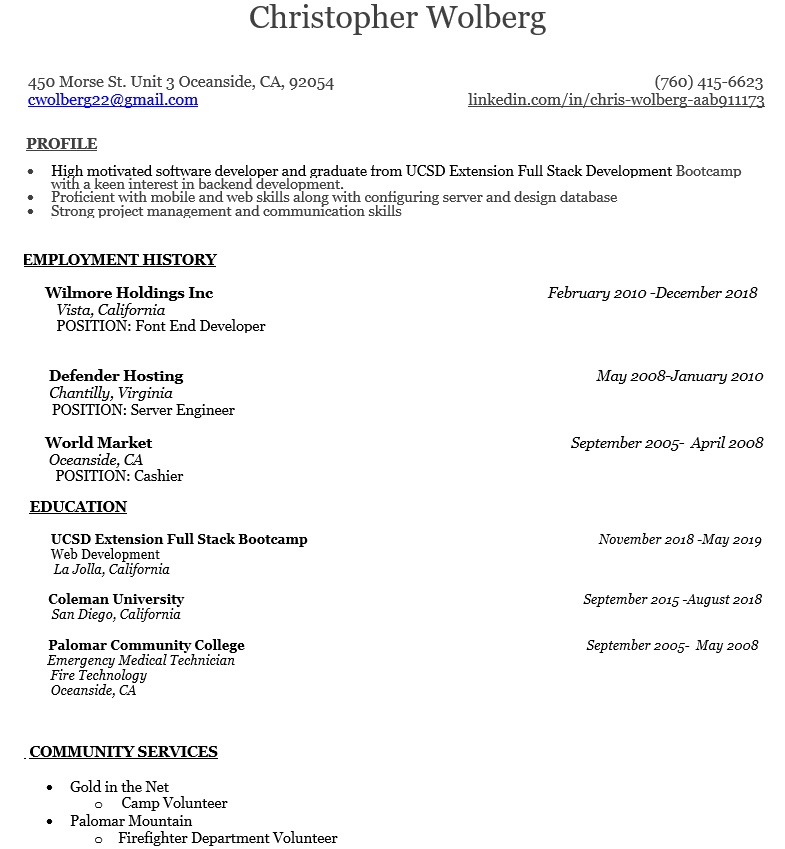 Christopher Wolberg
450 Morse St. Unit 3 Oceanside, CA, 92054 (760) 415-6623
cwolberg22@gmail.com linkedin.com/in/chris-wolberg-aab911173
PROFILE
• High motivated software developer and graduate from UCSD Extension Full Stack Development Bootcamp
with a keen interest in backend development.
• Proficient with mobile and web skills along with configuring server and design database
• Strong project management and communication skills
EMPLOYMENT HISTORY
Wilmore Holdings Inc February 2010 -December 2018
Vista, California
POSITION: Font End Developer
Defender Hosting May 2008-January 2010
Chantilly, Virginia
POSITION: Server Engineer
World Market September 2005- April 2008
Oceanside, CA
POSITION: Cashier
EDUCATION
UCSD Extension Full Stack Bootcamp November 2018 -May 2019
Web Development
La Jolla, California
Coleman University September 2015 -August 2018
San Diego, California
Palomar Community College September 2005- May 2008
Emergency Medical Technician
Fire Technology
Oceanside, CA
. COMMUNITY SERVICES
• Gold in the Net
o Camp Volunteer
• Palomar Mountain
o Firefighter Department Volunteer